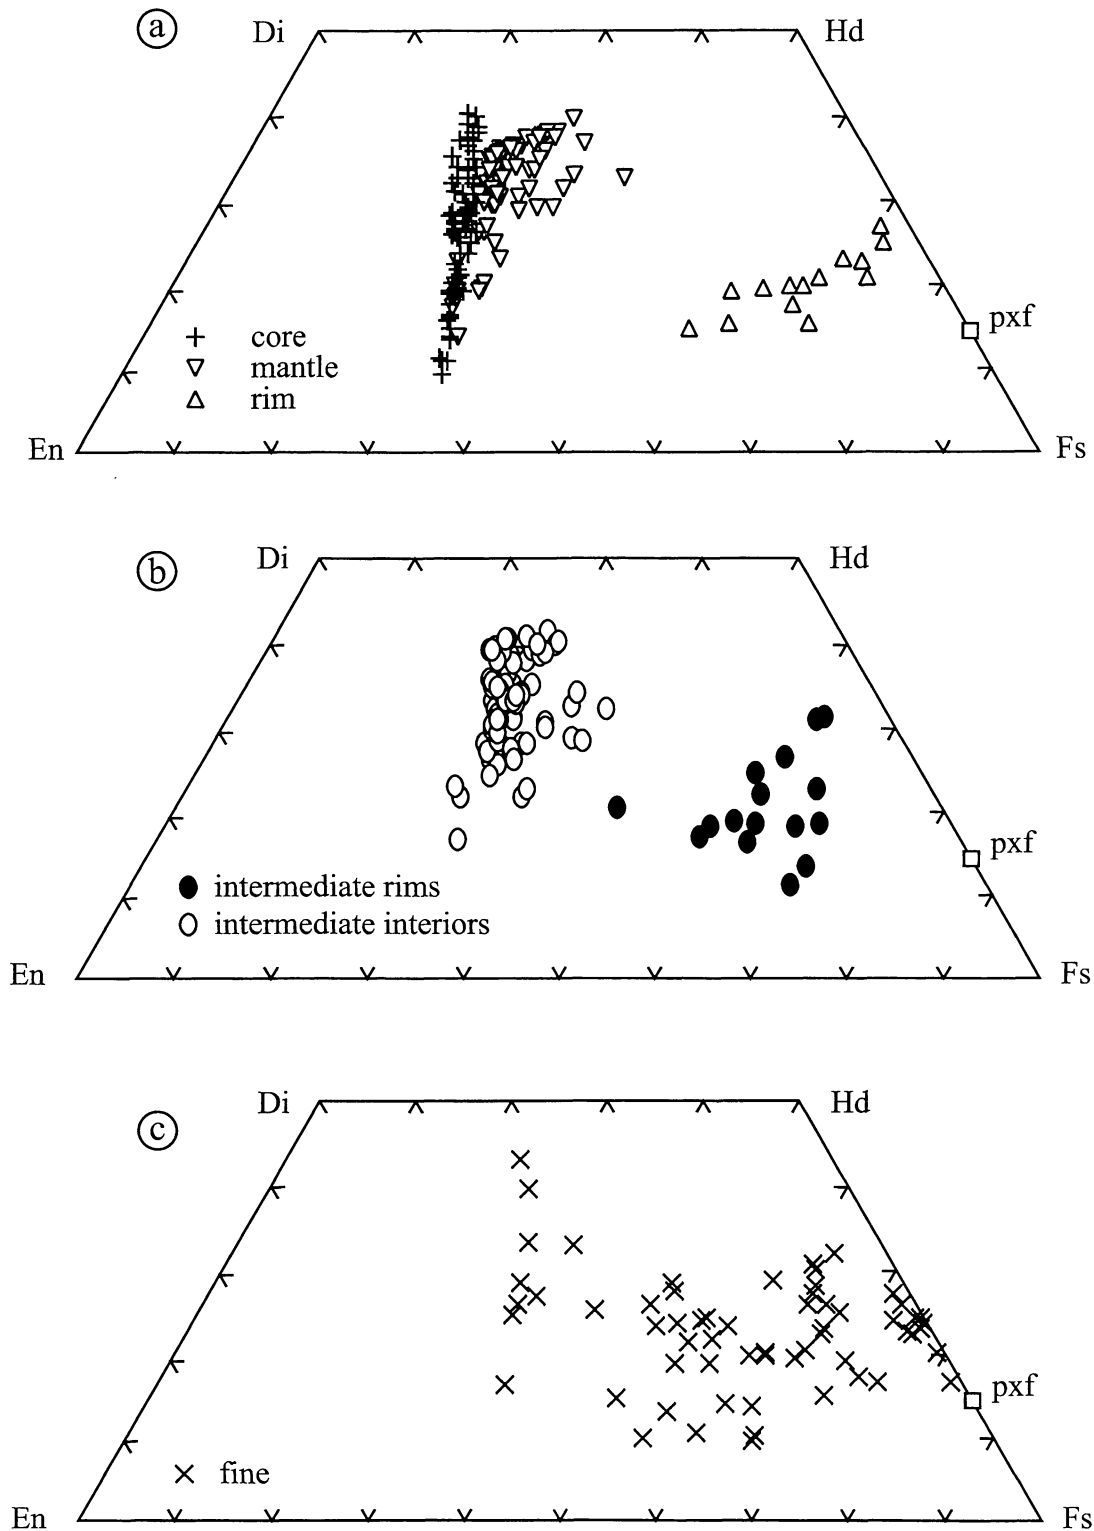 a
Di
Hd
pxf
core
mantle
rim
En
Fs
b
Di
Hd
pxf
intermediate rims
intermediate interiors
En
Fs
c
Di
Hd
pxf
fine
En
Fs